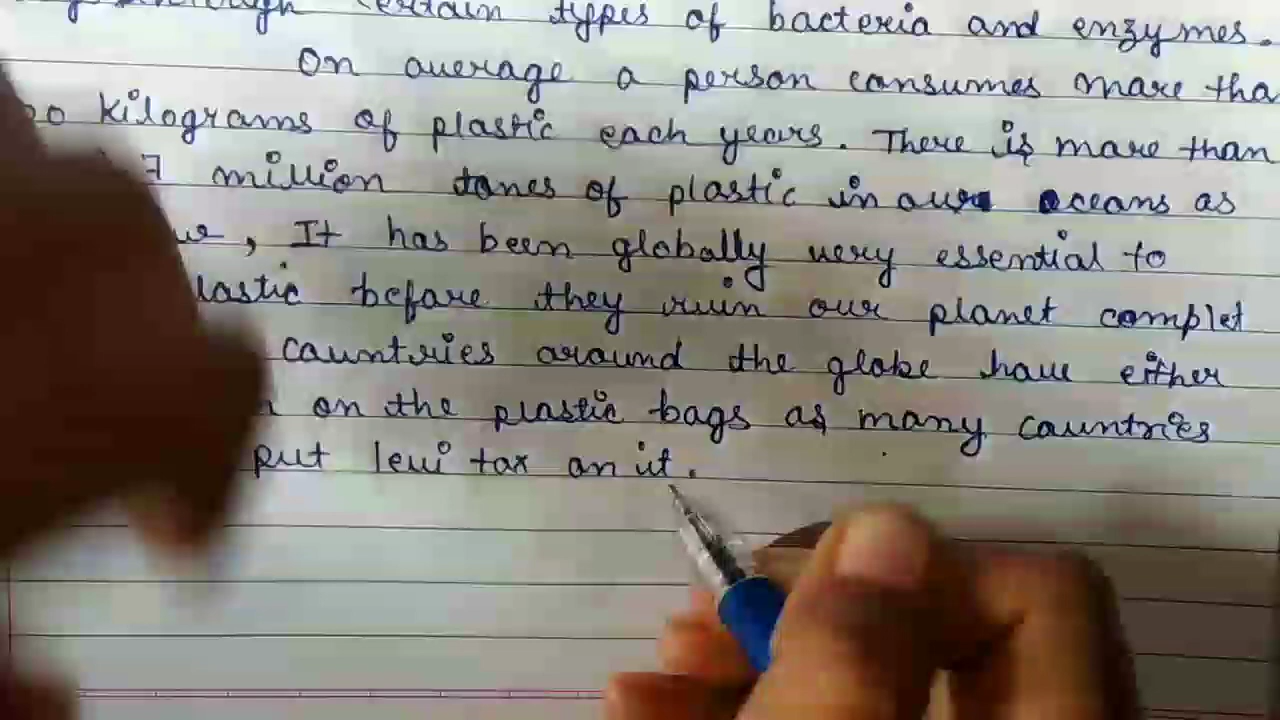 certain types of bacteria and enzymes.
On average a person consumes more tha
kilograms of plastic each years. There is more than
7 million tones of plastic in our oceans as
, It has been globally very essential to
lastic before they ruin our planet complet
countries around the globe have either
on the plastic bags as many countries
put levi tax on it.